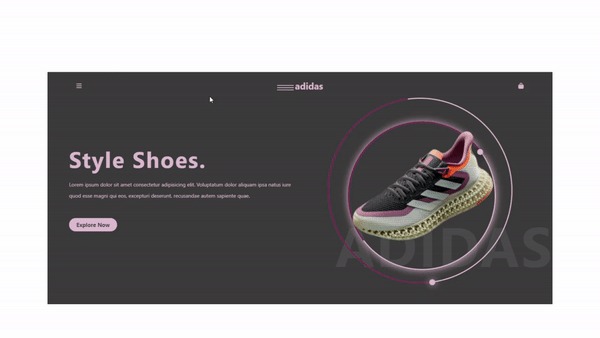 adidas
Style Shoes.
Lorem ipsum dolor sit amet consectetur adipisicing elit. Voluptatum dolor aliquam ipsa natus sure
quod esse magni qui eos, excepturi deserunt, recusandae autem sapiente quae.
Explore Now
ADIDAS